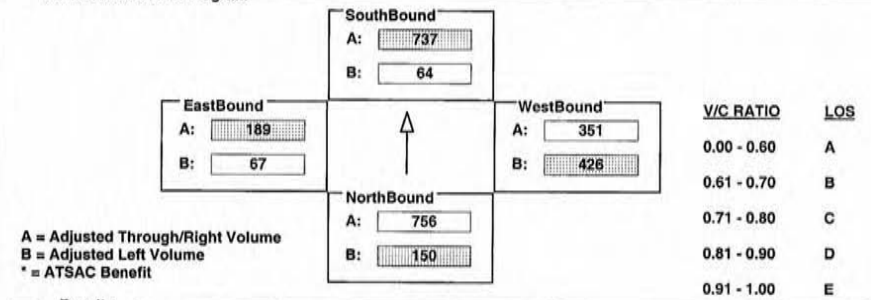 SouthBound
A: 737
B: 64
EastBound
A: 189
B: 67
WestBound
A: 351
B: 426
NorthBound
A: 756
B: 150
V/C RATIO LOS
0.00 - 0.60 A
0.61 - 0.70 B
0.71 - 0.80 C
0.81 - 0.90 D
0.91 - 1.00 E
A = Adjusted Through/Right Volume
B = Adjusted Left Volume
* = ATSAC Benefit